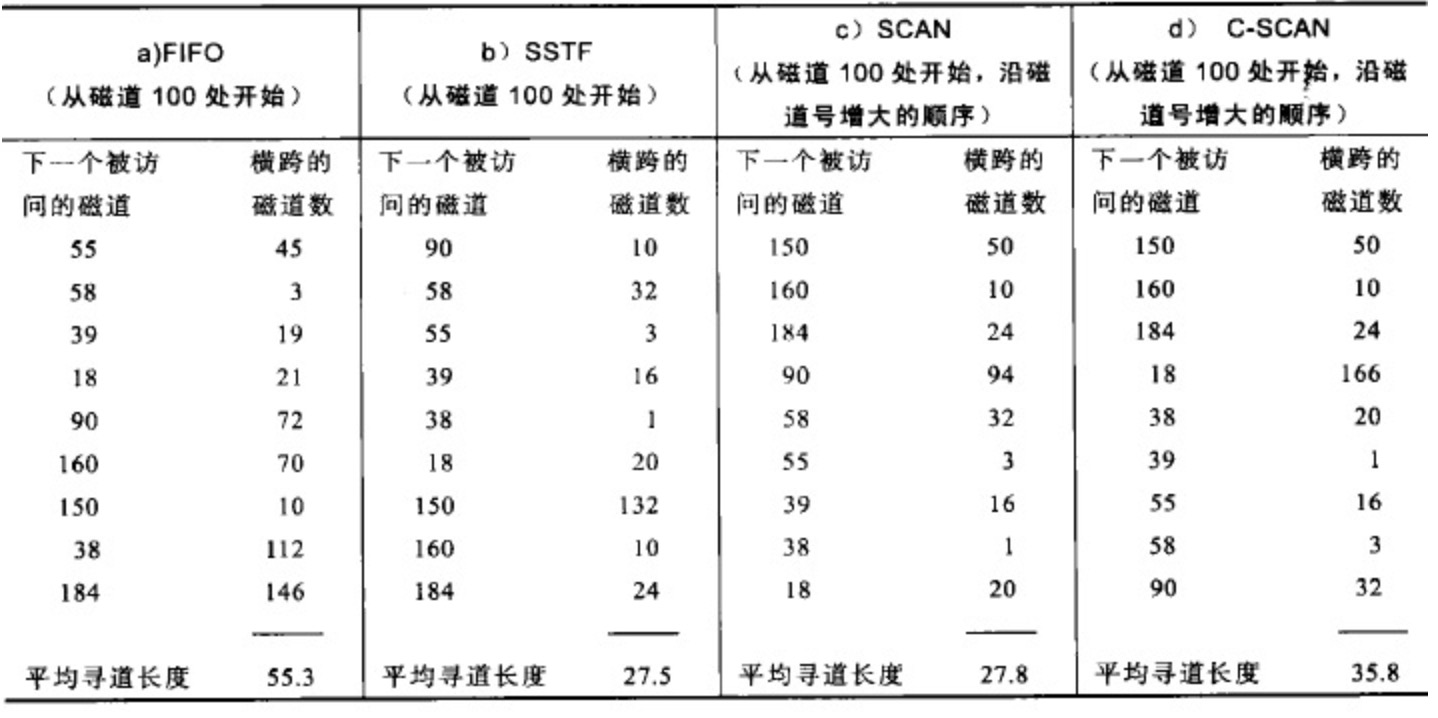 a)FIFO b) SSTF c) SCAN d) C-SCAN
(从磁道 100 处开始) (从磁道 100 处开始) (从磁道 100 处开始,沿磁道号增大的顺序) (从磁道 100 处开始,沿磁道号增大的顺序)
下一个被访 横跨的 下一个被访 横跨的 下一个被访 横跨的 下一个被访 横跨的
问的磁道 磁道数 问的磁道 磁道数 问的磁道 磁道数 问的磁道 磁道数
55 45 90 10 150 50 150 50
58 3 58 32 160 10 160 10
39 19 55 3 184 24 184 24
18 21 39 16 90 94 18 166
90 72 38 1 58 32 38 20
160 70 18 20 55 3 39 1
150 10 150 132 39 16 55 16
38 112 160 10 38 1 58 3
184 146 184 24 18 20 90 32
平均寻道长度 55.3 平均寻道长度 27.5 平均寻道长度 27.8 平均寻道长度 35.8